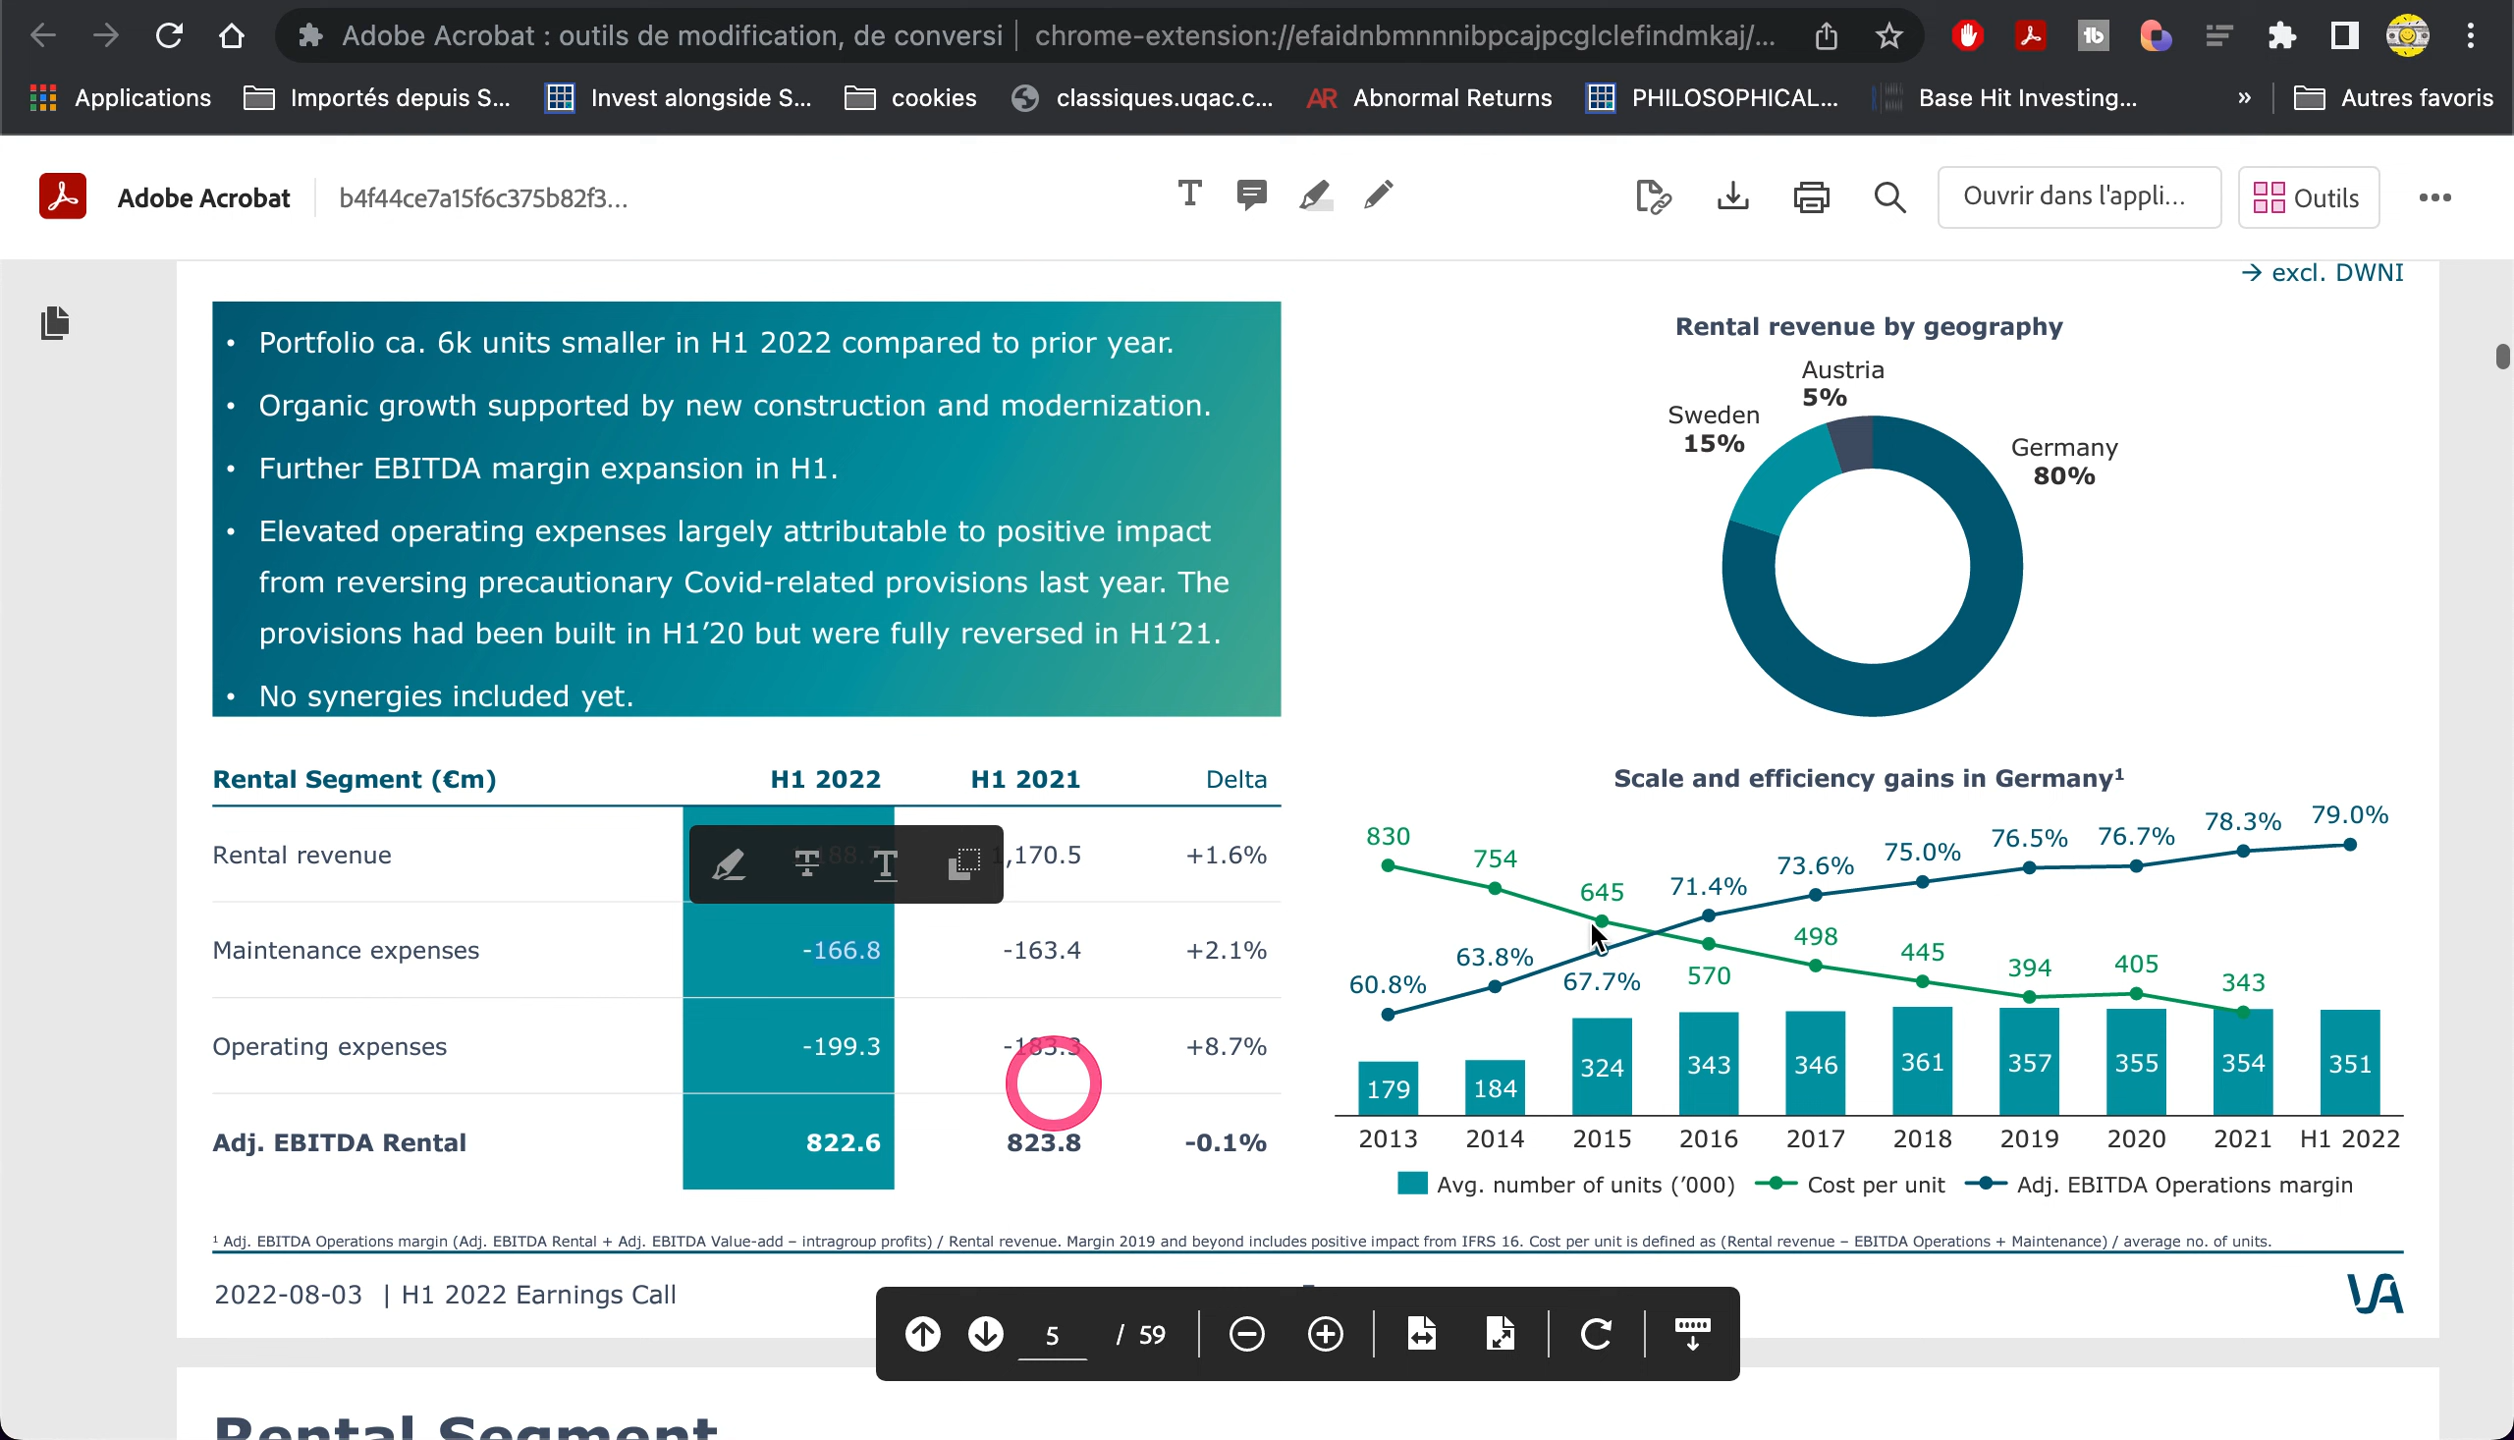 Adobe Acrobat : outils de modification, de conversi
chrome-extension://efaidnbmnnnibpcajpcglclefindmkaj/...
Applications
Importés depuis S...
Invest alongside S...
cookies
classiques.uqac.c...
AR Abnormal Returns
PHILOSOPHICAL...
Base Hit Investing...
»
Autres favoris
Adobe Acrobat
b4f44ce7a15f6c375b82f3...
Ouvrir dans l'appli...
Outils
→ excl. DWNI
• Portfolio ca. 6k units smaller in H1 2022 compared to prior year.
• Organic growth supported by new construction and modernization.
• Further EBITDA margin expansion in H1.
• Elevated operating expenses largely attributable to positive impact
from reversing precautionary Covid-related provisions last year. The
provisions had been built in H1’20 but were fully reversed in H1’21.
• No synergies included yet.
Rental revenue by geography
Austria
5%
Sweden
15%
Germany
80%
Rental Segment (€m) H1 2022 H1 2021 Delta
Rental revenue ,170.5 +1.6%
Maintenance expenses -166.8 -163.4 +2.1%
Operating expenses -199.3 -183.3 +8.7%
Adj. EBITDA Rental 822.6 823.8 -0.1%
Scale and efficiency gains in Germany¹
830 754 645 570 498 445 394 405 343
60.8% 63.8% 67.7% 71.4% 73.6% 75.0% 76.5% 76.7% 78.3% 79.0%
179 184 324 343 346 361 357 355 354 351
2013 2014 2015 2016 2017 2018 2019 2020 2021 H1 2022
Avg. number of units (’000) Cost per unit Adj. EBITDA Operations margin
¹ Adj. EBITDA Operations margin (Adj. EBITDA Rental + Adj. EBITDA Value-add – intragroup profits) / Rental revenue. Margin 2019 and beyond includes positive impact from IFRS 16. Cost per unit is defined as (Rental revenue – EBITDA Operations + Maintenance) / average no. of units.
2022-08-03 | H1 2022 Earnings Call
5 / 59
Rental Segment